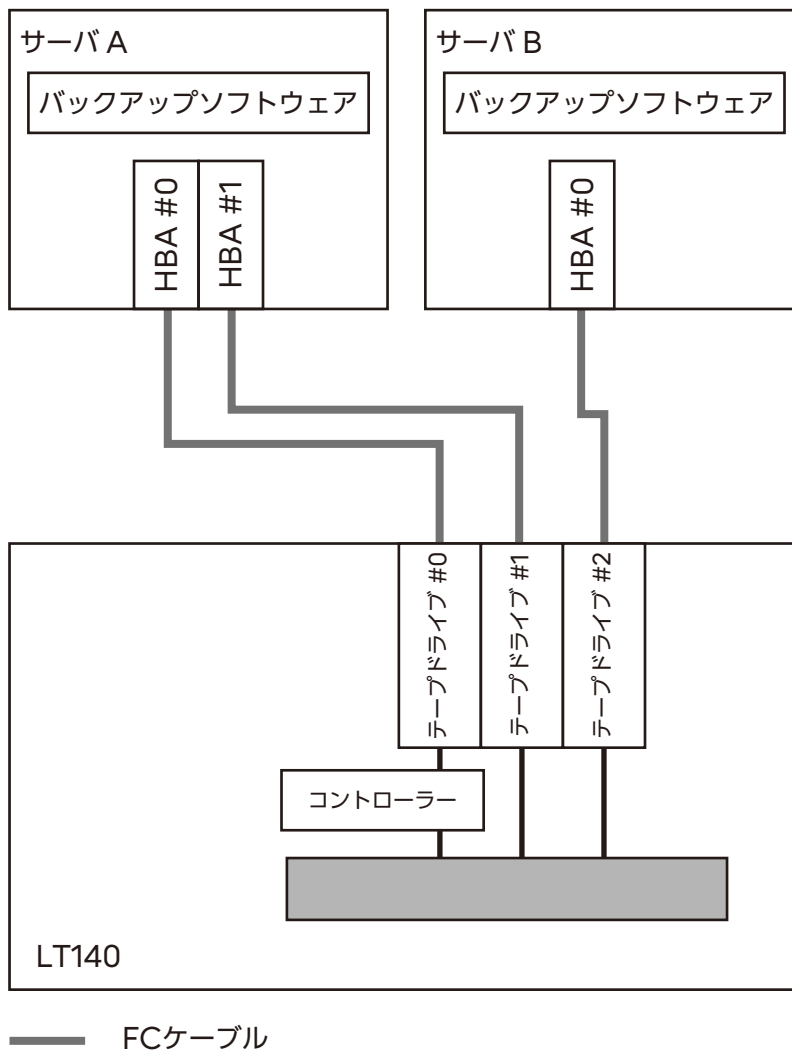 サーバ A
バックアップソフトウェア
HBA #0
HBA #1
サーバ B
バックアップソフトウェア
HBA #0
テープドライブ #0
テープドライブ #1
テープドライブ #2
コントローラー
LT140
FCケーブル